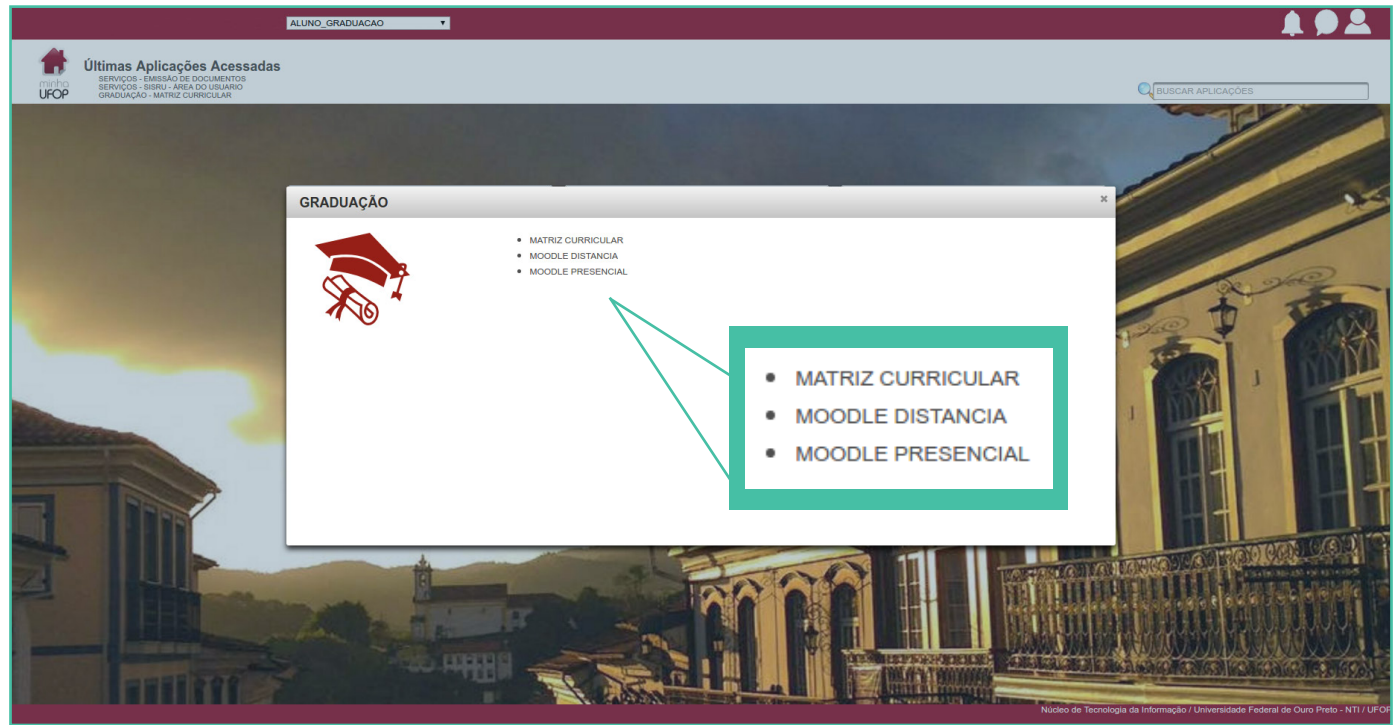 ALUNO_GRADUACAO
Últimas Aplicações Acessadas
SERVIÇOS - EMISSÃO DE DOCUMENTOS
SERVIÇOS - SISRU - ÁREA DO USUARIO
GRADUAÇÃO - MATRIZ CURRICULAR
minha
UFOP
BUSCAR APLICAÇÕES
GRADUAÇÃO
MATRIZ CURRICULAR
MOODLE DISTANCIA
MOODLE PRESENCIAL
MATRIZ CURRICULAR
MOODLE DISTANCIA
MOODLE PRESENCIAL
Núcleo de Tecnologia da Informação / Universidade Federal de Ouro Preto - NTI / UFOP